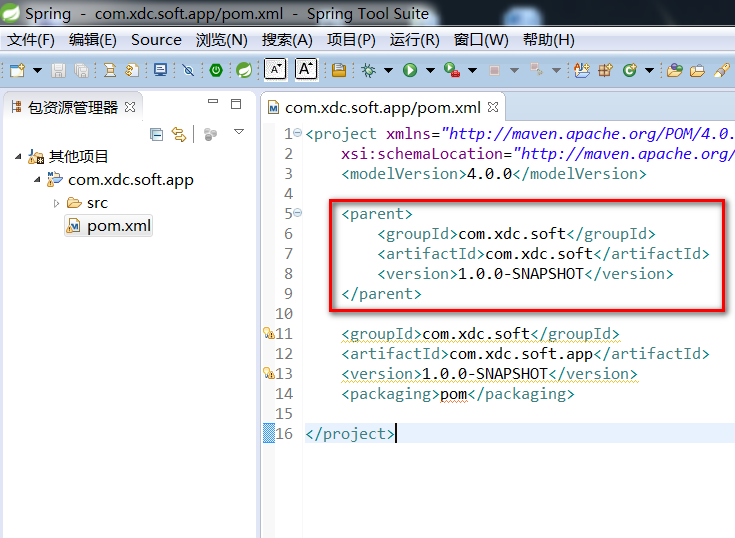 Spring - com.xdc.soft.app/pom.xml - Spring Tool Suite
文件(F) 编辑(E) Source 浏览(N) 搜索(A) 项目(P) 运行(R) 窗口(W) 帮助(H)
包资源管理器
其他项目
com.xdc.soft.app
src
pom.xml
com.xdc.soft.app/pom.xml
1 <project xmlns="http://maven.apache.org/POM/4.0.
2 xsi:schemaLocation="http://maven.apache.org/
3 <modelVersion>4.0.0</modelVersion>
4
5 <parent>
6 <groupId>com.xdc.soft</groupId>
7 <artifactId>com.xdc.soft</artifactId>
8 <version>1.0.0-SNAPSHOT</version>
9 </parent>
10
11 <groupId>com.xdc.soft</groupId>
12 <artifactId>com.xdc.soft.app</artifactId>
13 <version>1.0.0-SNAPSHOT</version>
14 <packaging>pom</packaging>
15
16 </project>